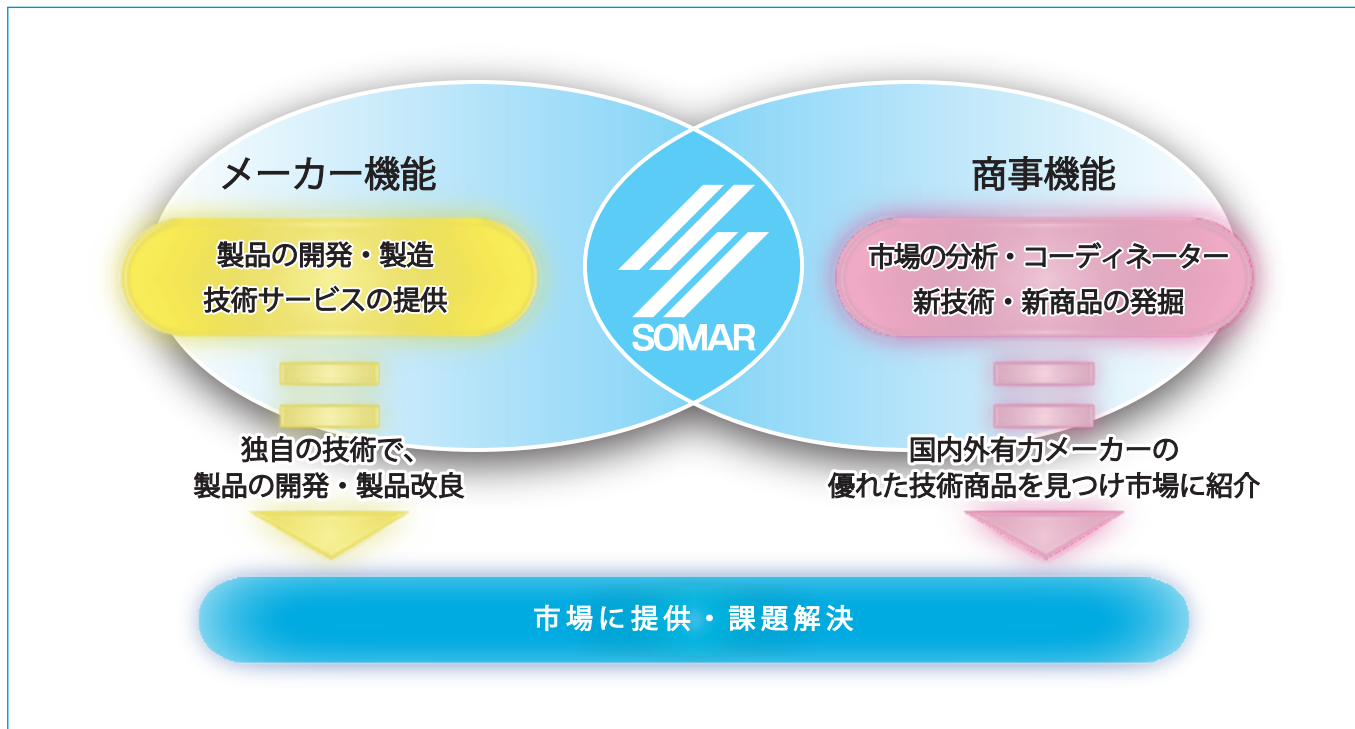 メーカー機能
製品の開発・製造
技術サービスの提供
独自の技術で、
製品の開発・製品改良
SOMAR
商事機能
市場の分析・コーディネーター
新技術・新商品の発掘
国内外有力メーカーの
優れた技術商品を見つけ市場に紹介
市場に提供・課題解決